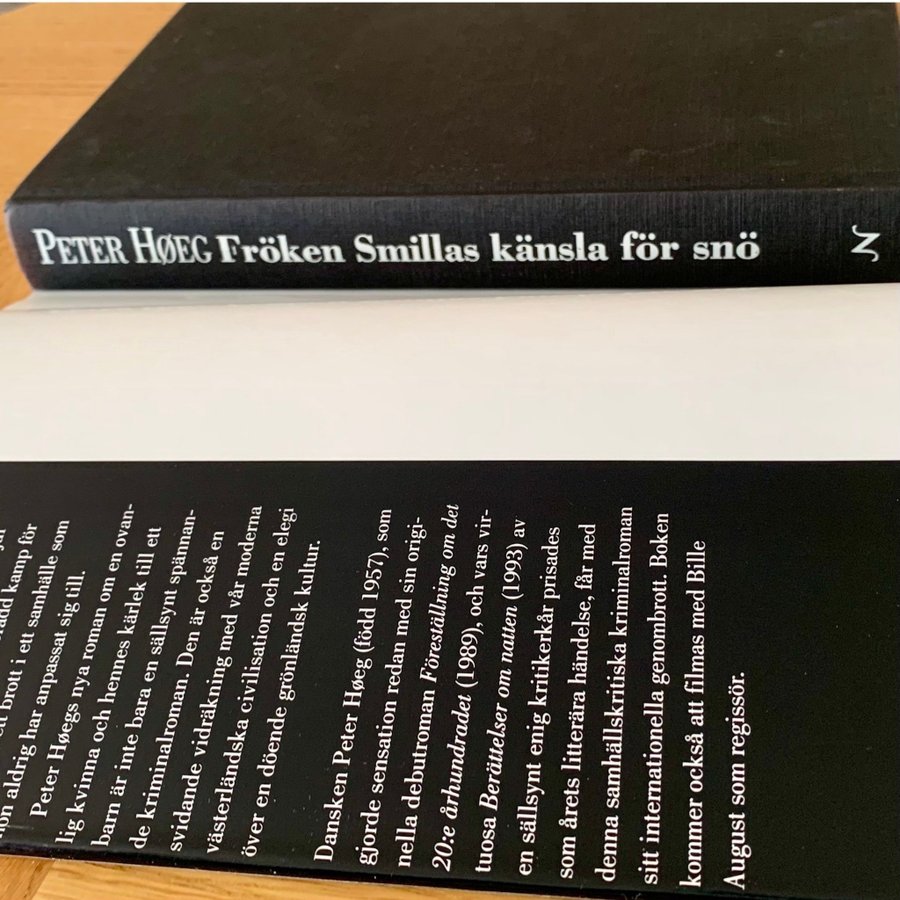 PETER HØEG Fröken Smillas känsla för snö
N
kamp för
brott i ett samhälle som
hon aldrig har anpassat sig till.
Peter Høegs nya roman om en ovan-
lig kvinna och hennes kärlek till ett
barn är inte bara en sällsynt spännan-
de kriminalroman. Den är också en
svidande vidräkning med vår moderna
västerländska civilisation och en elegi
över en döende grönländsk kultur.
Dansken Peter Høeg (född 1957), som
gjorde sensation redan med sin origi-
nella debutroman Föreställning om det
20:e århundradet (1989), och vars vir-
tuosa Berättelser om natten (1993) av
en sällsynt enig kritikerkår prisades
som årets litterära händelse, får med
denna samhällskritiska kriminalroman
sitt internationella genombrott. Boken
kommer också att filmas med Bille
August som regissör.